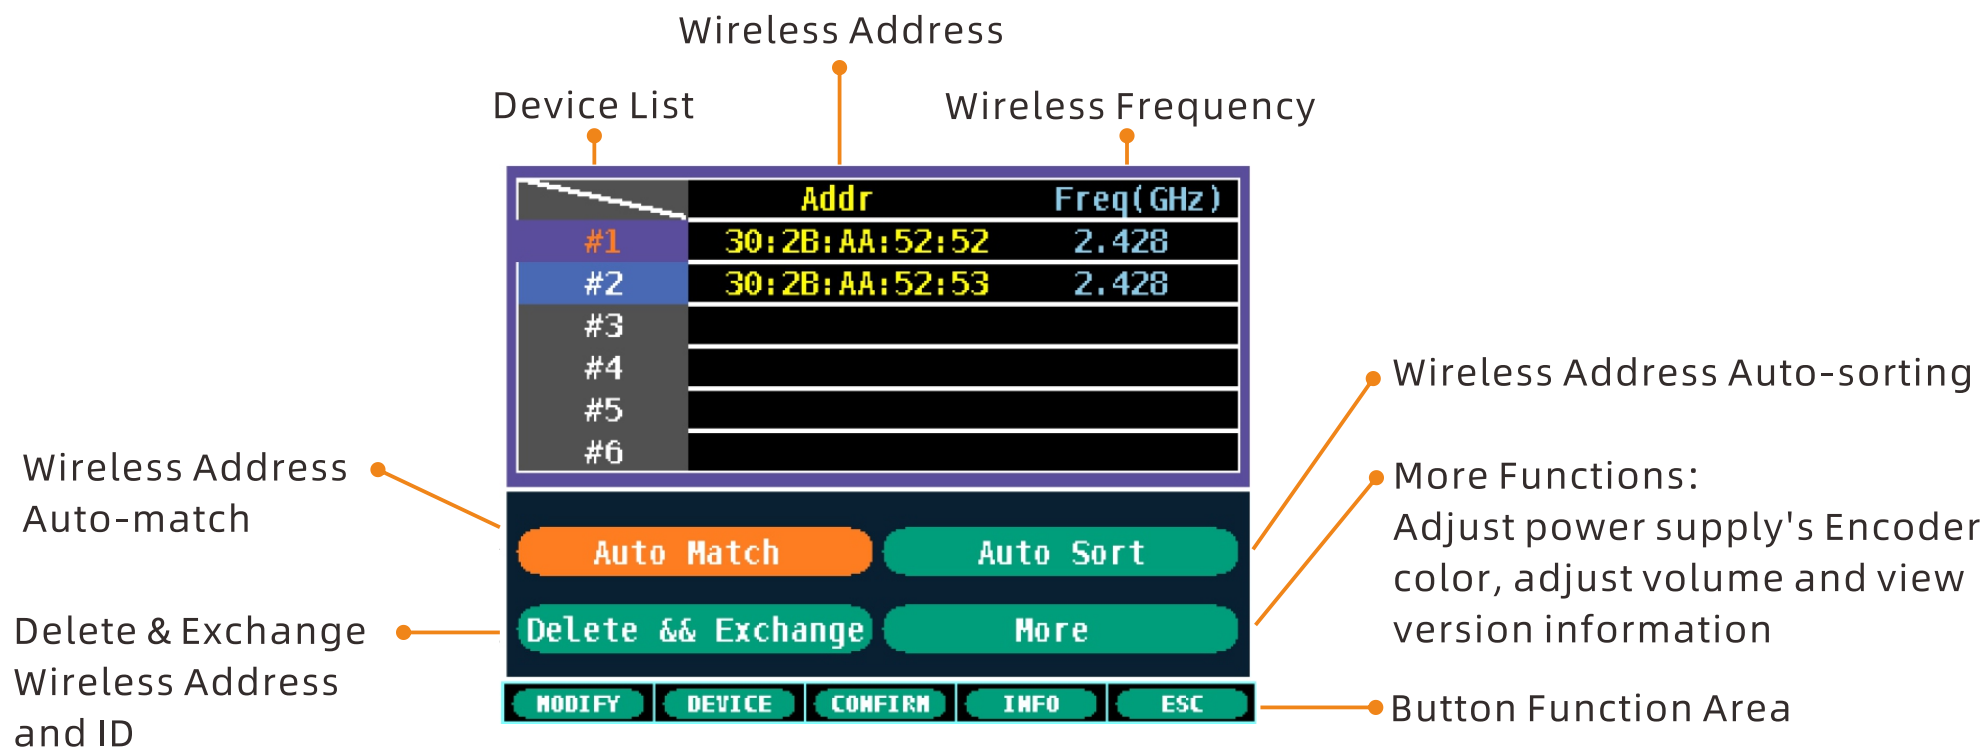 Wireless Address
Device List
Wireless Frequency
Addr
Freq(GHz)
#1
30:2B:AA:52:52
2.428
#2
30:2B:AA:52:53
2.428
#3
#4
#5
#6
Wireless Address
Auto-match
Wireless Address Auto-sorting
Auto Match
Auto Sort
More Functions:
Adjust power supply's Encoder
color, adjust volume and view
version information
Delete & Exchange
Wireless Address
and ID
Delete && Exchange
More
MODIFY
DEVICE
CONFIRM
INFO
ESC
Button Function Area